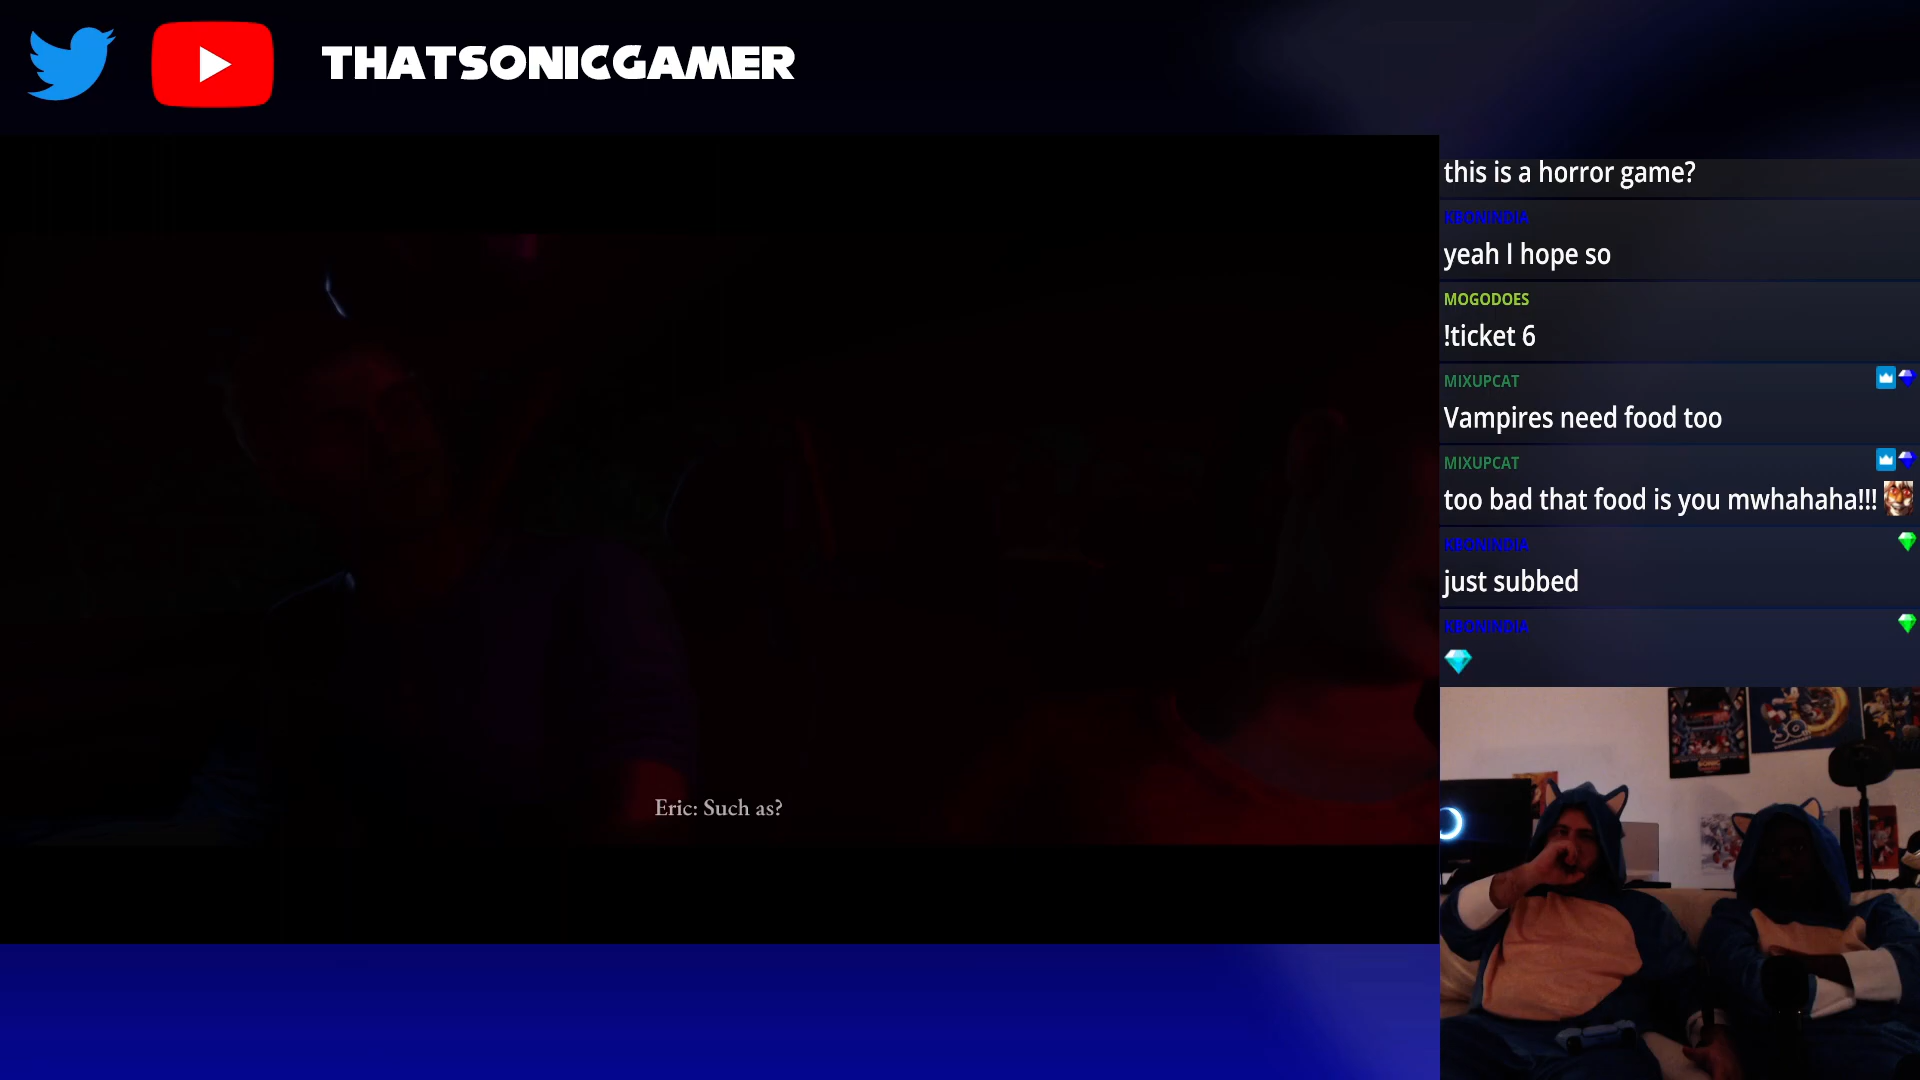 THATSONICGAMER
this is a horror game?
KBONINDIA
yeah I hope so
MOGODOES
!ticket 6
MIXUPCAT
Vampires need food too
MIXUPCAT
too bad that food is you mwhahaha!!!
KBONINDIA
just subbed
KBONINDIA
Eric: Such as?